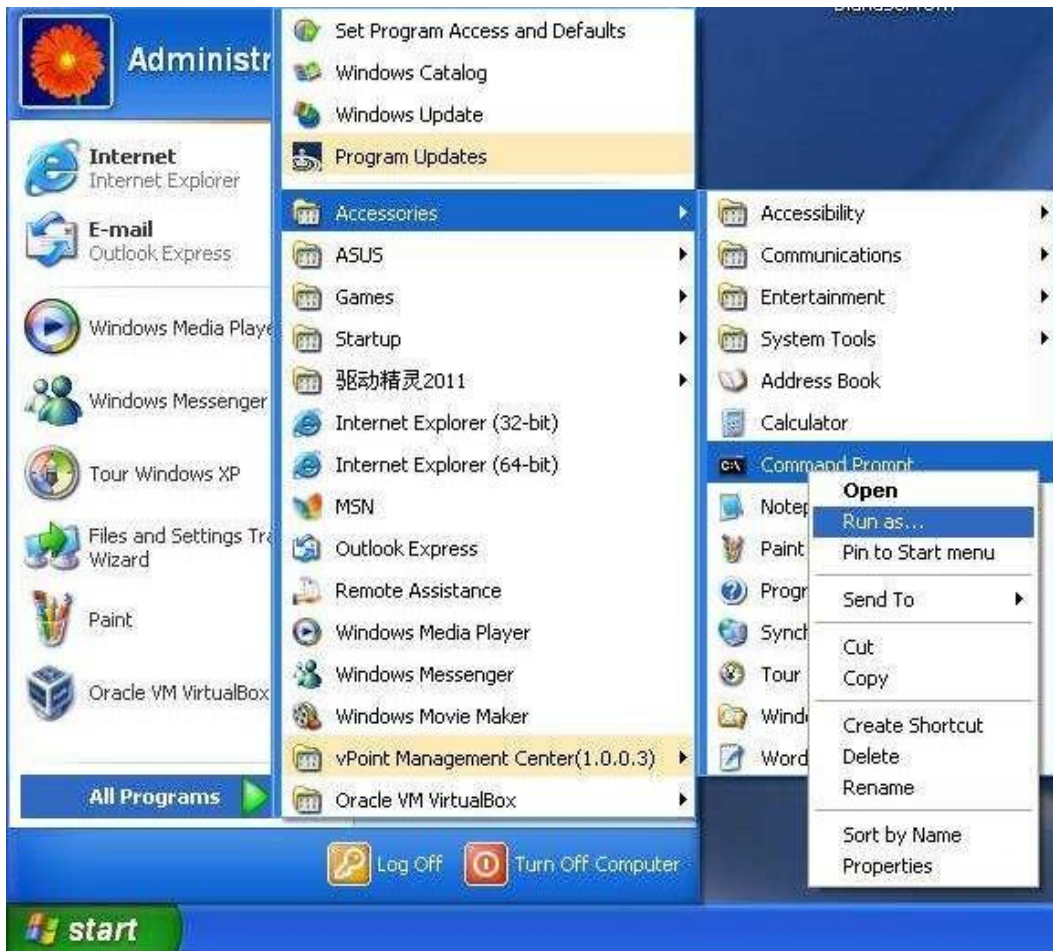 Administr
Internet
Internet Explorer
E-mail
Outlook Express
Windows Media Playe
Windows Messenger
Tour Windows XP
Files and Settings Tra
Wizard
Paint
Oracle VM VirtualBox
All Programs
Set Program Access and Defaults
Windows Catalog
Windows Update
Program Updates
Accessories
ASUS
Games
Startup
驱动精灵2011
Internet Explorer (32-bit)
Internet Explorer (64-bit)
MSN
Outlook Express
Remote Assistance
Windows Media Player
Windows Messenger
Windows Movie Maker
vPoint Management Center(1.0.0.3)
Oracle VM VirtualBox
Accessibility
Communications
Entertainment
System Tools
Address Book
Calculator
C:\
Command Prompt
Notep
Paint
Progr
Synch
Tour
Windo
Word
Open
Run as...
Pin to Start menu
Send To
Cut
Copy
Create Shortcut
Delete
Rename
Sort by Name
Properties
Log Off
Turn Off Computer
start